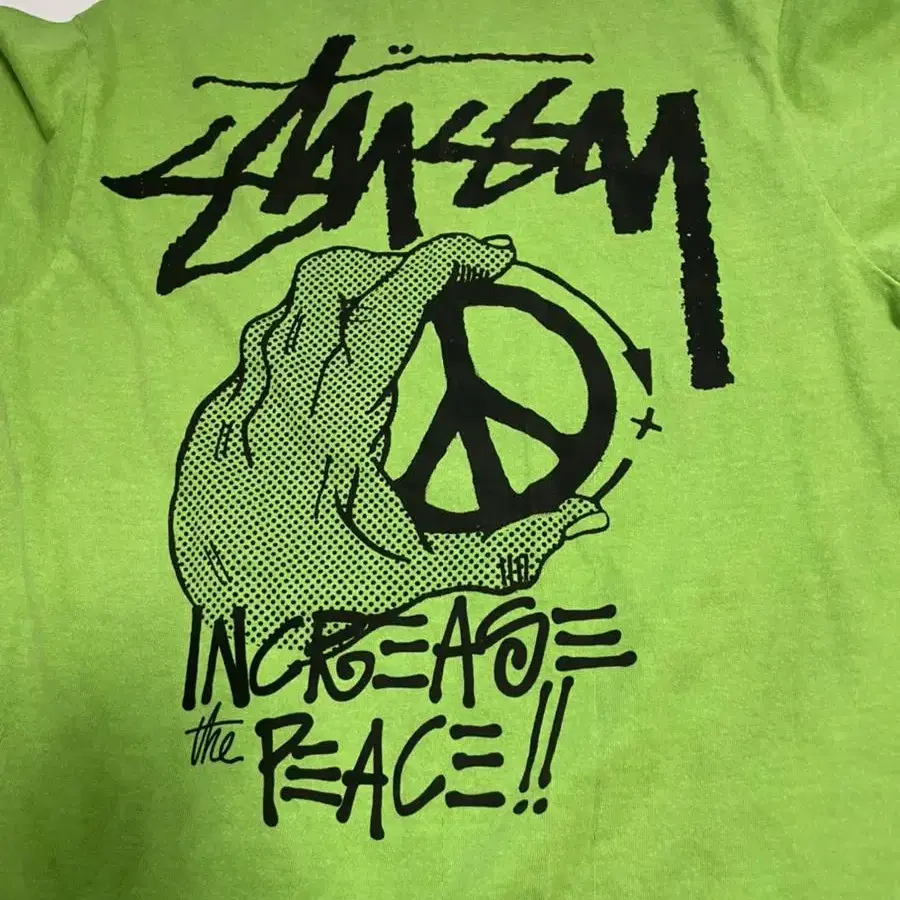 STÜSSY
+
INCREASE
the PEACE!!